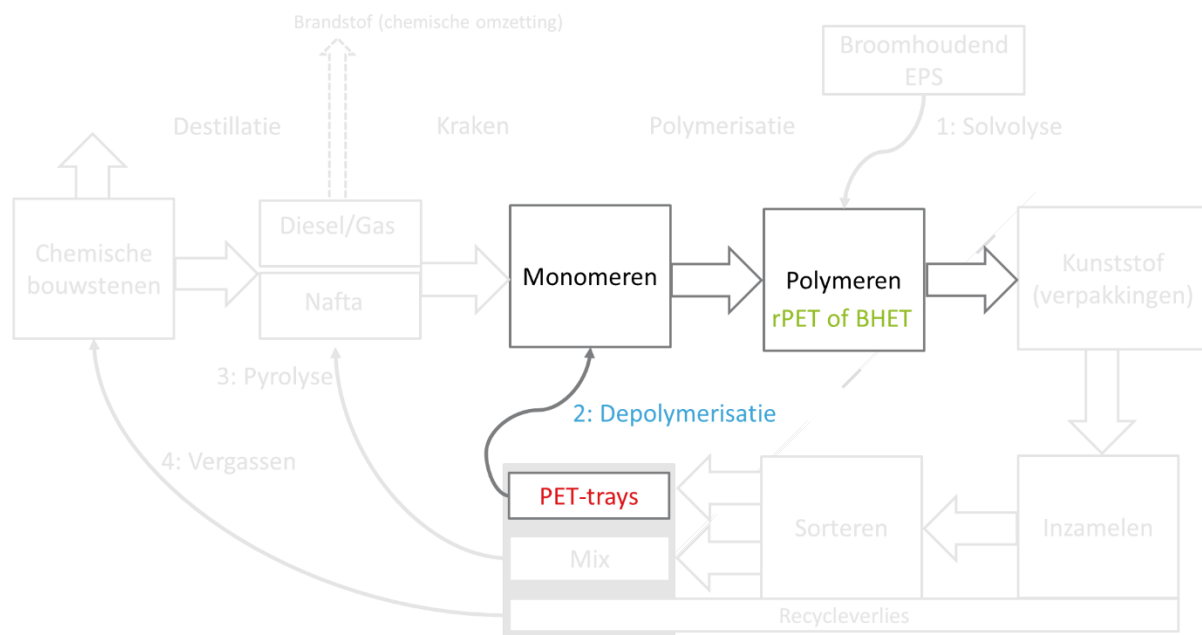 Brandstof (chemische omzetting)
Broomhoudend
EPS
Destillatie
Kraken
Polymerisatie
1: Solvolyse
Chemische
bouwstenen
Diesel/Gas
Nafta
Monomeren
Polymeren
rPET of BHET
Kunststof
(verpakkingen)
3: Pyrolyse
2: Depolymerisatie
4: Vergassen
PET-trays
Mix
Sorteren
Inzamelen
Recycleverlies